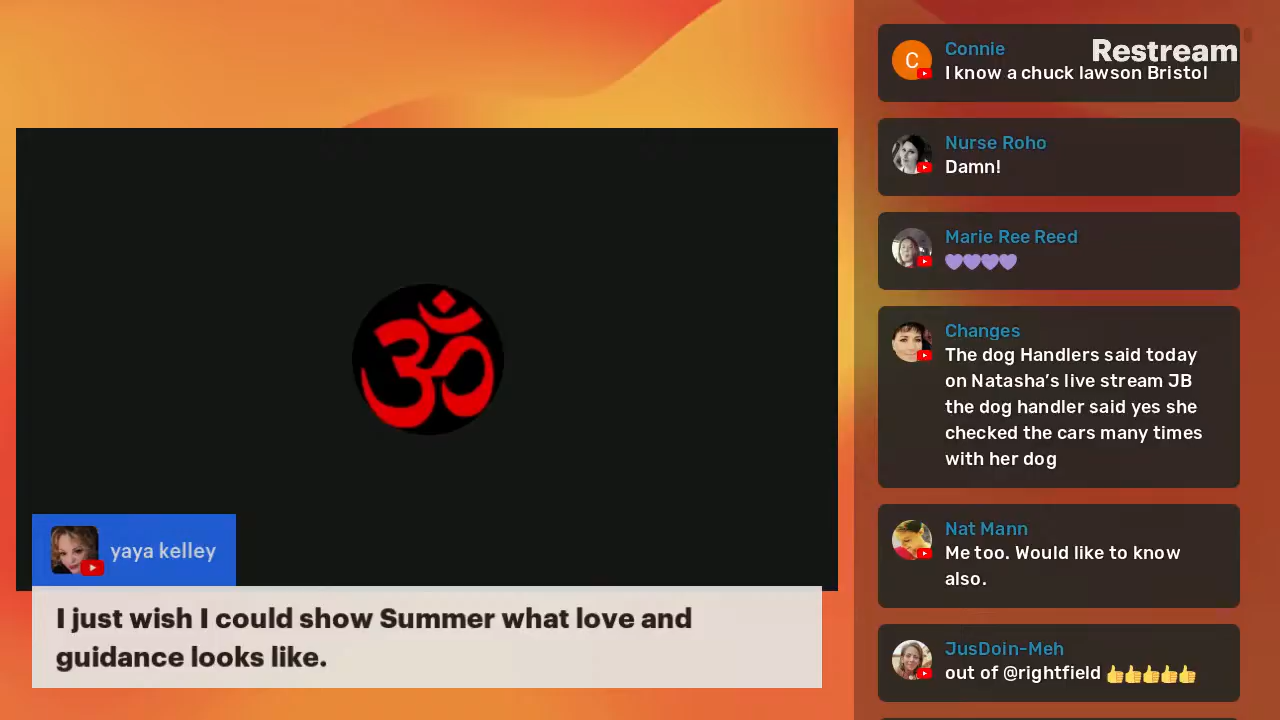 ॐ
yaya kelley
I just wish I could show Summer what love and
guidance looks like.
Restream
C
Connie
I know a chuck lawson Bristol
Nurse Roho
Damn!
Marie Ree Reed
💜💜💜💜
Changes
The dog Handlers said today
on Natasha’s live stream JB
the dog handler said yes she
checked the cars many times
with her dog
Nat Mann
Me too. Would like to know
also.
JusDoin-Meh
out of @rightfield 👍👍👍👍👍